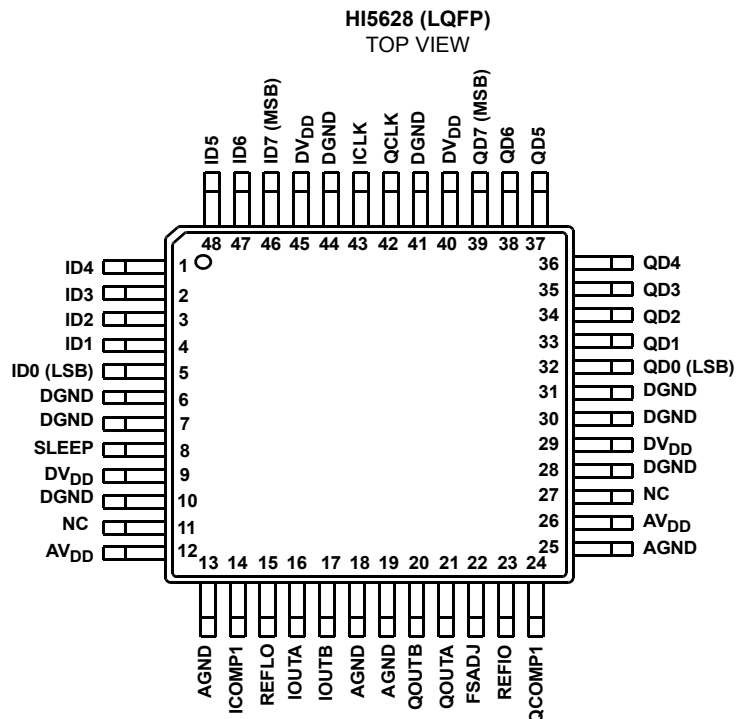 HI5628 (LQFP)
TOP VIEW
ID5
ID6
ID7 (MSB)
DVDD
DGND
ICLK
QCLK
DGND
DVDD
QD7 (MSB)
QD6
QD5
48 47 46 45 44 43 42 41 40 39 38 37
ID4 1
ID3 2
ID2 3
ID1 4
ID0 (LSB) 5
DGND 6
DGND 7
SLEEP 8
DVDD 9
DGND 10
NC 11
AVDD 12
36 QD4
35 QD3
34 QD2
33 QD1
32 QD0 (LSB)
31 DGND
30 DGND
29 DVDD
28 DGND
27 NC
26 AVDD
25 AGND
13 14 15 16 17 18 19 20 21 22 23 24
AGND
ICOMP1
REFLO
IOUTA
IOUTB
AGND
AGND
QOUTB
QOUTA
FSADJ
REFIO
QCOMP1